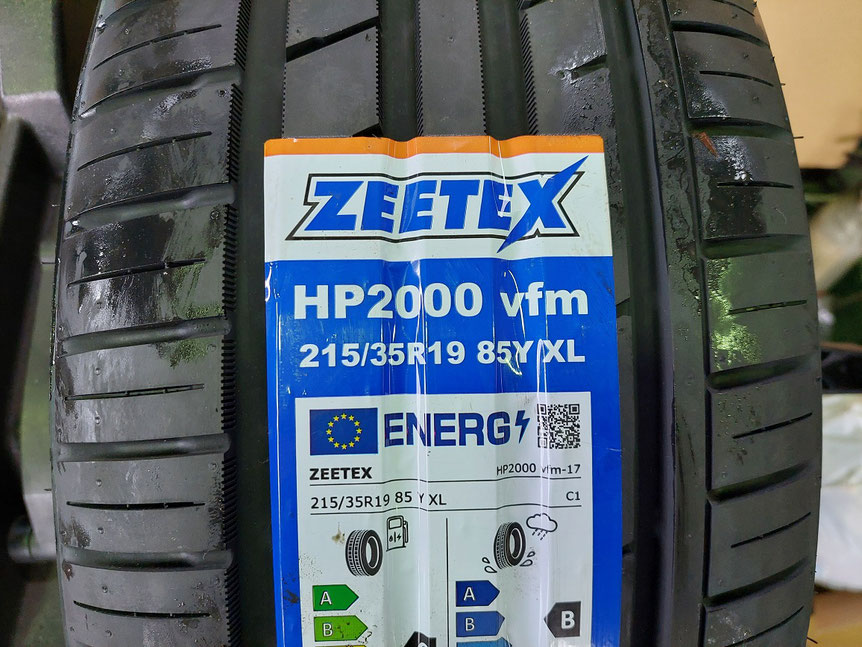 ZEETEX
HP2000 vfm
215/35R19 85Y XL
ENERG
ZEETEX HP2000 vfm-17
215/35R19 85 Y XL C1
A A
B B B